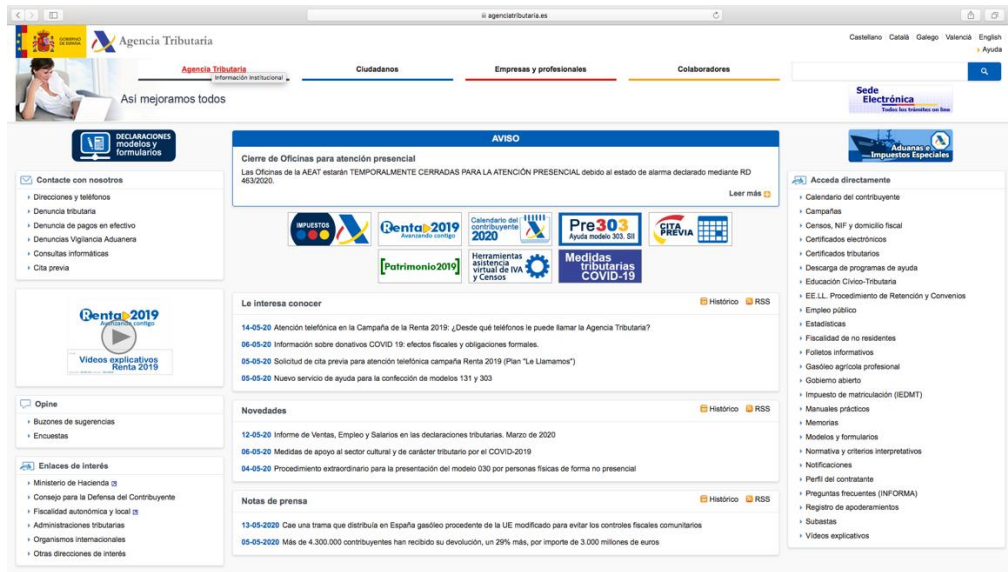 agenciatributaria.es
GOBIERNO
DE ESPAÑA
Agencia Tributaria
Castellano Català Galego Valencià English
Ayuda
Agencia Tributaria
Ciudadanos
Empresas y profesionales
Colaboradores
Información Institucional
Así mejoramos todos
Sede
Electrónica
Todos los trámites on line
DECLARACIONES
modelos y
formularios
Contacte con nosotros
Direcciones y teléfonos
Denuncia tributaria
Denuncia de pagos en efectivo
Denuncias Vigilancia Aduanera
Consultas informáticas
Cita previa
Renta 2019
Avanzando contigo
Vídeos explicativos
Renta 2019
Opine
Buzones de sugerencias
Encuestas
Enlaces de interés
Ministerio de Hacienda
Consejo para la Defensa del Contribuyente
Fiscalidad autonómica y local
Administraciones tributarias
Organismos internacionales
Otras direcciones de interés
AVISO
Cierre de Oficinas para atención presencial
Las Oficinas de la AEAT estarán TEMPORALMENTE CERRADAS PARA LA ATENCIÓN PRESENCIAL debido al estado de alarma declarado mediante RD
463/2020.
Leer más
IMPUESTOS
Renta 2019
Avanzando contigo
Calendario del
contribuyente
2020
Pre303
Ayuda modelo 303. SII
CITA
PREVIA
[Patrimonio2019]
Herramientas
asistencia
virtual de IVA
y Censos
Medidas
tributarias
COVID-19
Le interesa conocer
Histórico RSS
14-05-20 Atención telefónica en la Campaña de la Renta 2019: ¿Desde qué teléfonos le puede llamar la Agencia Tributaria?
06-05-20 Información sobre donativos COVID 19: efectos fiscales y obligaciones formales.
05-05-20 Solicitud de cita previa para atención telefónica campaña Renta 2019 (Plan "Le Llamamos")
05-05-20 Nuevo servicio de ayuda para la confección de modelos 131 y 303
Novedades
Histórico RSS
12-05-20 Informe de Ventas, Empleo y Salarios en las declaraciones tributarias. Marzo de 2020
06-05-20 Medidas de apoyo al sector cultural y de carácter tributario por el COVID-2019
04-05-20 Procedimiento extraordinario para la presentación del modelo 030 por personas físicas de forma no presencial
Notas de prensa
Histórico RSS
13-05-2020 Cae una trama que distribuía en España gasóleo procedente de la UE modificado para evitar los controles fiscales comunitarios
05-05-2020 Más de 4.300.000 contribuyentes han recibido su devolución, un 29% más, por importe de 3.000 millones de euros
Aduanas e
Impuestos Especiales
Acceda directamente
Calendario del contribuyente
Campañas
Censos, NIF y domicilio fiscal
Certificados electrónicos
Certificados tributarios
Descarga de programas de ayuda
Educación Cívico-Tributaria
EE.LL. Procedimiento de Retención y Convenios
Empleo público
Estadísticas
Fiscalidad de no residentes
Folletos informativos
Gasóleo agrícola profesional
Gobierno abierto
Impuesto de matriculación (IEDMT)
Manuales prácticos
Memorias
Modelos y formularios
Normativa y criterios interpretativos
Notificaciones
Perfil del contratante
Preguntas frecuentes (INFORMA)
Registro de apoderamientos
Subastas
Vídeos explicativos